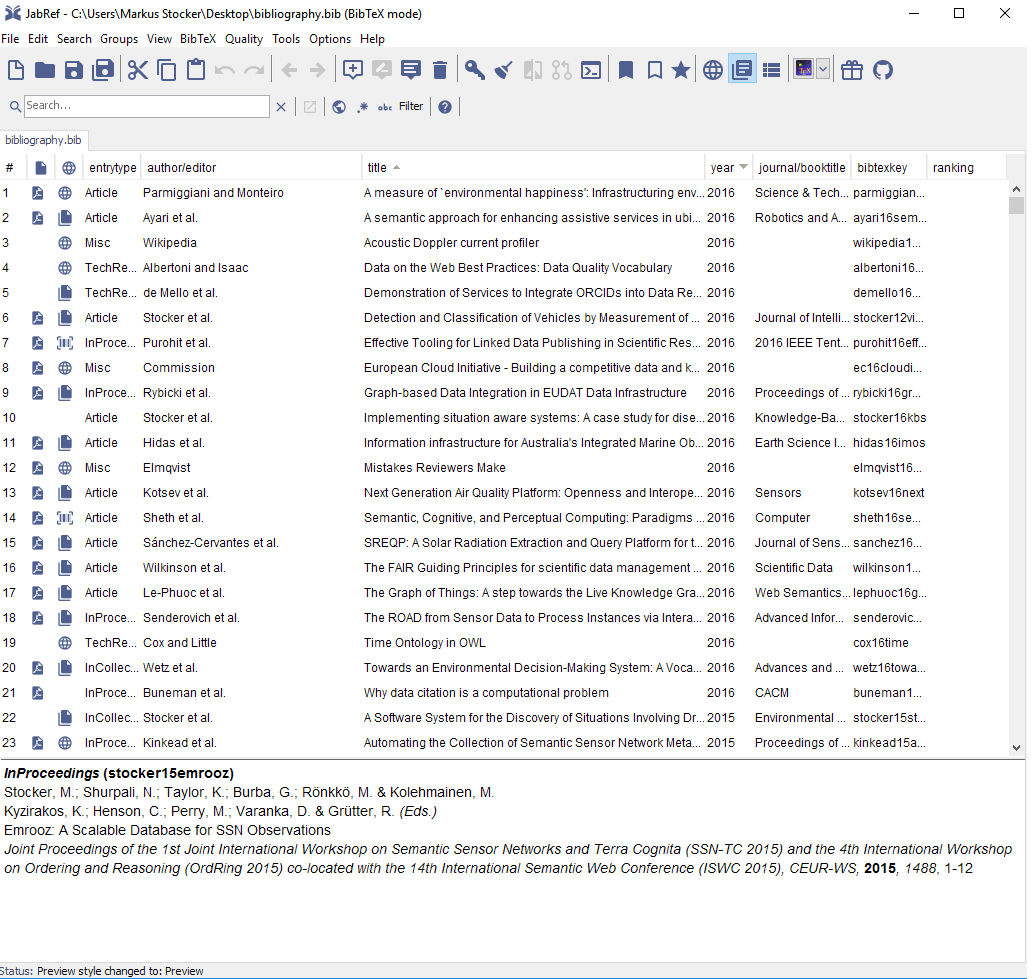 JabRef - C:\Users\Markus Stocker\Desktop\bibliography.bib (BibTeX mode)
File Edit Search Groups View BibTeX Quality Tools Options Help
Search...
abc Filter
bibliography.bib
# entrytype author/editor title year journal/booktitle bibtexkey ranking
1 Article Parmiggiani and Monteiro A measure of `environmental happiness': Infrastructuring env... 2016 Science & Tech... parmiggian...
2 Article Ayari et al. A semantic approach for enhancing assistive services in ubi... 2016 Robotics and A... ayari16sem...
3 Misc Wikipedia Acoustic Doppler current profiler 2016 wikipedia1...
4 TechRe... Albertoni and Isaac Data on the Web Best Practices: Data Quality Vocabulary 2016 albertoni16...
5 TechRe... de Mello et al. Demonstration of Services to Integrate ORCIDs into Data Re... 2016 demello16...
6 Article Stocker et al. Detection and Classification of Vehicles by Measurement of ... 2016 Journal of Intelli... stocker12vi...
7 InProce... Purohit et al. Effective Tooling for Linked Data Publishing in Scientific Res... 2016 2016 IEEE Tent... purohit16eff...
8 Misc Commission European Cloud Initiative - Building a competitive data and k... 2016 ec16cloudi...
9 InProce... Rybicki et al. Graph-based Data Integration in EUDAT Data Infrastructure 2016 Proceedings of ... rybicki16gr...
10 Article Stocker et al. Implementing situation aware systems: A case study for dise... 2016 Knowledge-Ba... stocker16kbs
11 Article Hidas et al. Information infrastructure for Australia's Integrated Marine Ob... 2016 Earth Science I... hidas16imos
12 Misc Elmqvist Mistakes Reviewers Make 2016 elmqvist16...
13 Article Kotsev et al. Next Generation Air Quality Platform: Openness and Interope... 2016 Sensors kotsev16next
14 Article Sheth et al. Semantic, Cognitive, and Perceptual Computing: Paradigms ... 2016 Computer sheth16se...
15 Article Sánchez-Cervantes et al. SREQP: A Solar Radiation Extraction and Query Platform for t... 2016 Journal of Sens... sanchez16...
16 Article Wilkinson et al. The FAIR Guiding Principles for scientific data management ... 2016 Scientific Data wilkinson1...
17 Article Le-Phuoc et al. The Graph of Things: A step towards the Live Knowledge Gra... 2016 Web Semantics... lephuoc16g...
18 InProce... Senderovich et al. The ROAD from Sensor Data to Process Instances via Intera... 2016 Advanced Infor... senderovic...
19 TechRe... Cox and Little Time Ontology in OWL 2016 cox16time
20 InCollec... Wetz et al. Towards an Environmental Decision-Making System: A Voca... 2016 Advances and ... wetz16towa...
21 InProce... Buneman et al. Why data citation is a computational problem 2016 CACM buneman1...
22 InCollec... Stocker et al. A Software System for the Discovery of Situations Involving Dr... 2015 Environmental ... stocker15st...
23 InProce... Kinkead et al. Automating the Collection of Semantic Sensor Network Meta... 2015 Proceedings of ... kinkead15a...
InProceedings (stocker15emrooz)
Stocker, M.; Shurpali, N.; Taylor, K.; Burba, G.; Rönkkö, M. & Kolehmainen, M.
Kyzirakos, K.; Henson, C.; Perry, M.; Varanka, D. & Grütter, R. (Eds.)
Emrooz: A Scalable Database for SSN Observations
Joint Proceedings of the 1st Joint International Workshop on Semantic Sensor Networks and Terra Cognita (SSN-TC 2015) and the 4th International Workshop
on Ordering and Reasoning (OrdRing 2015) co-located with the 14th International Semantic Web Conference (ISWC 2015), CEUR-WS, 2015, 1488, 1-12
Status: Preview style changed to: Preview